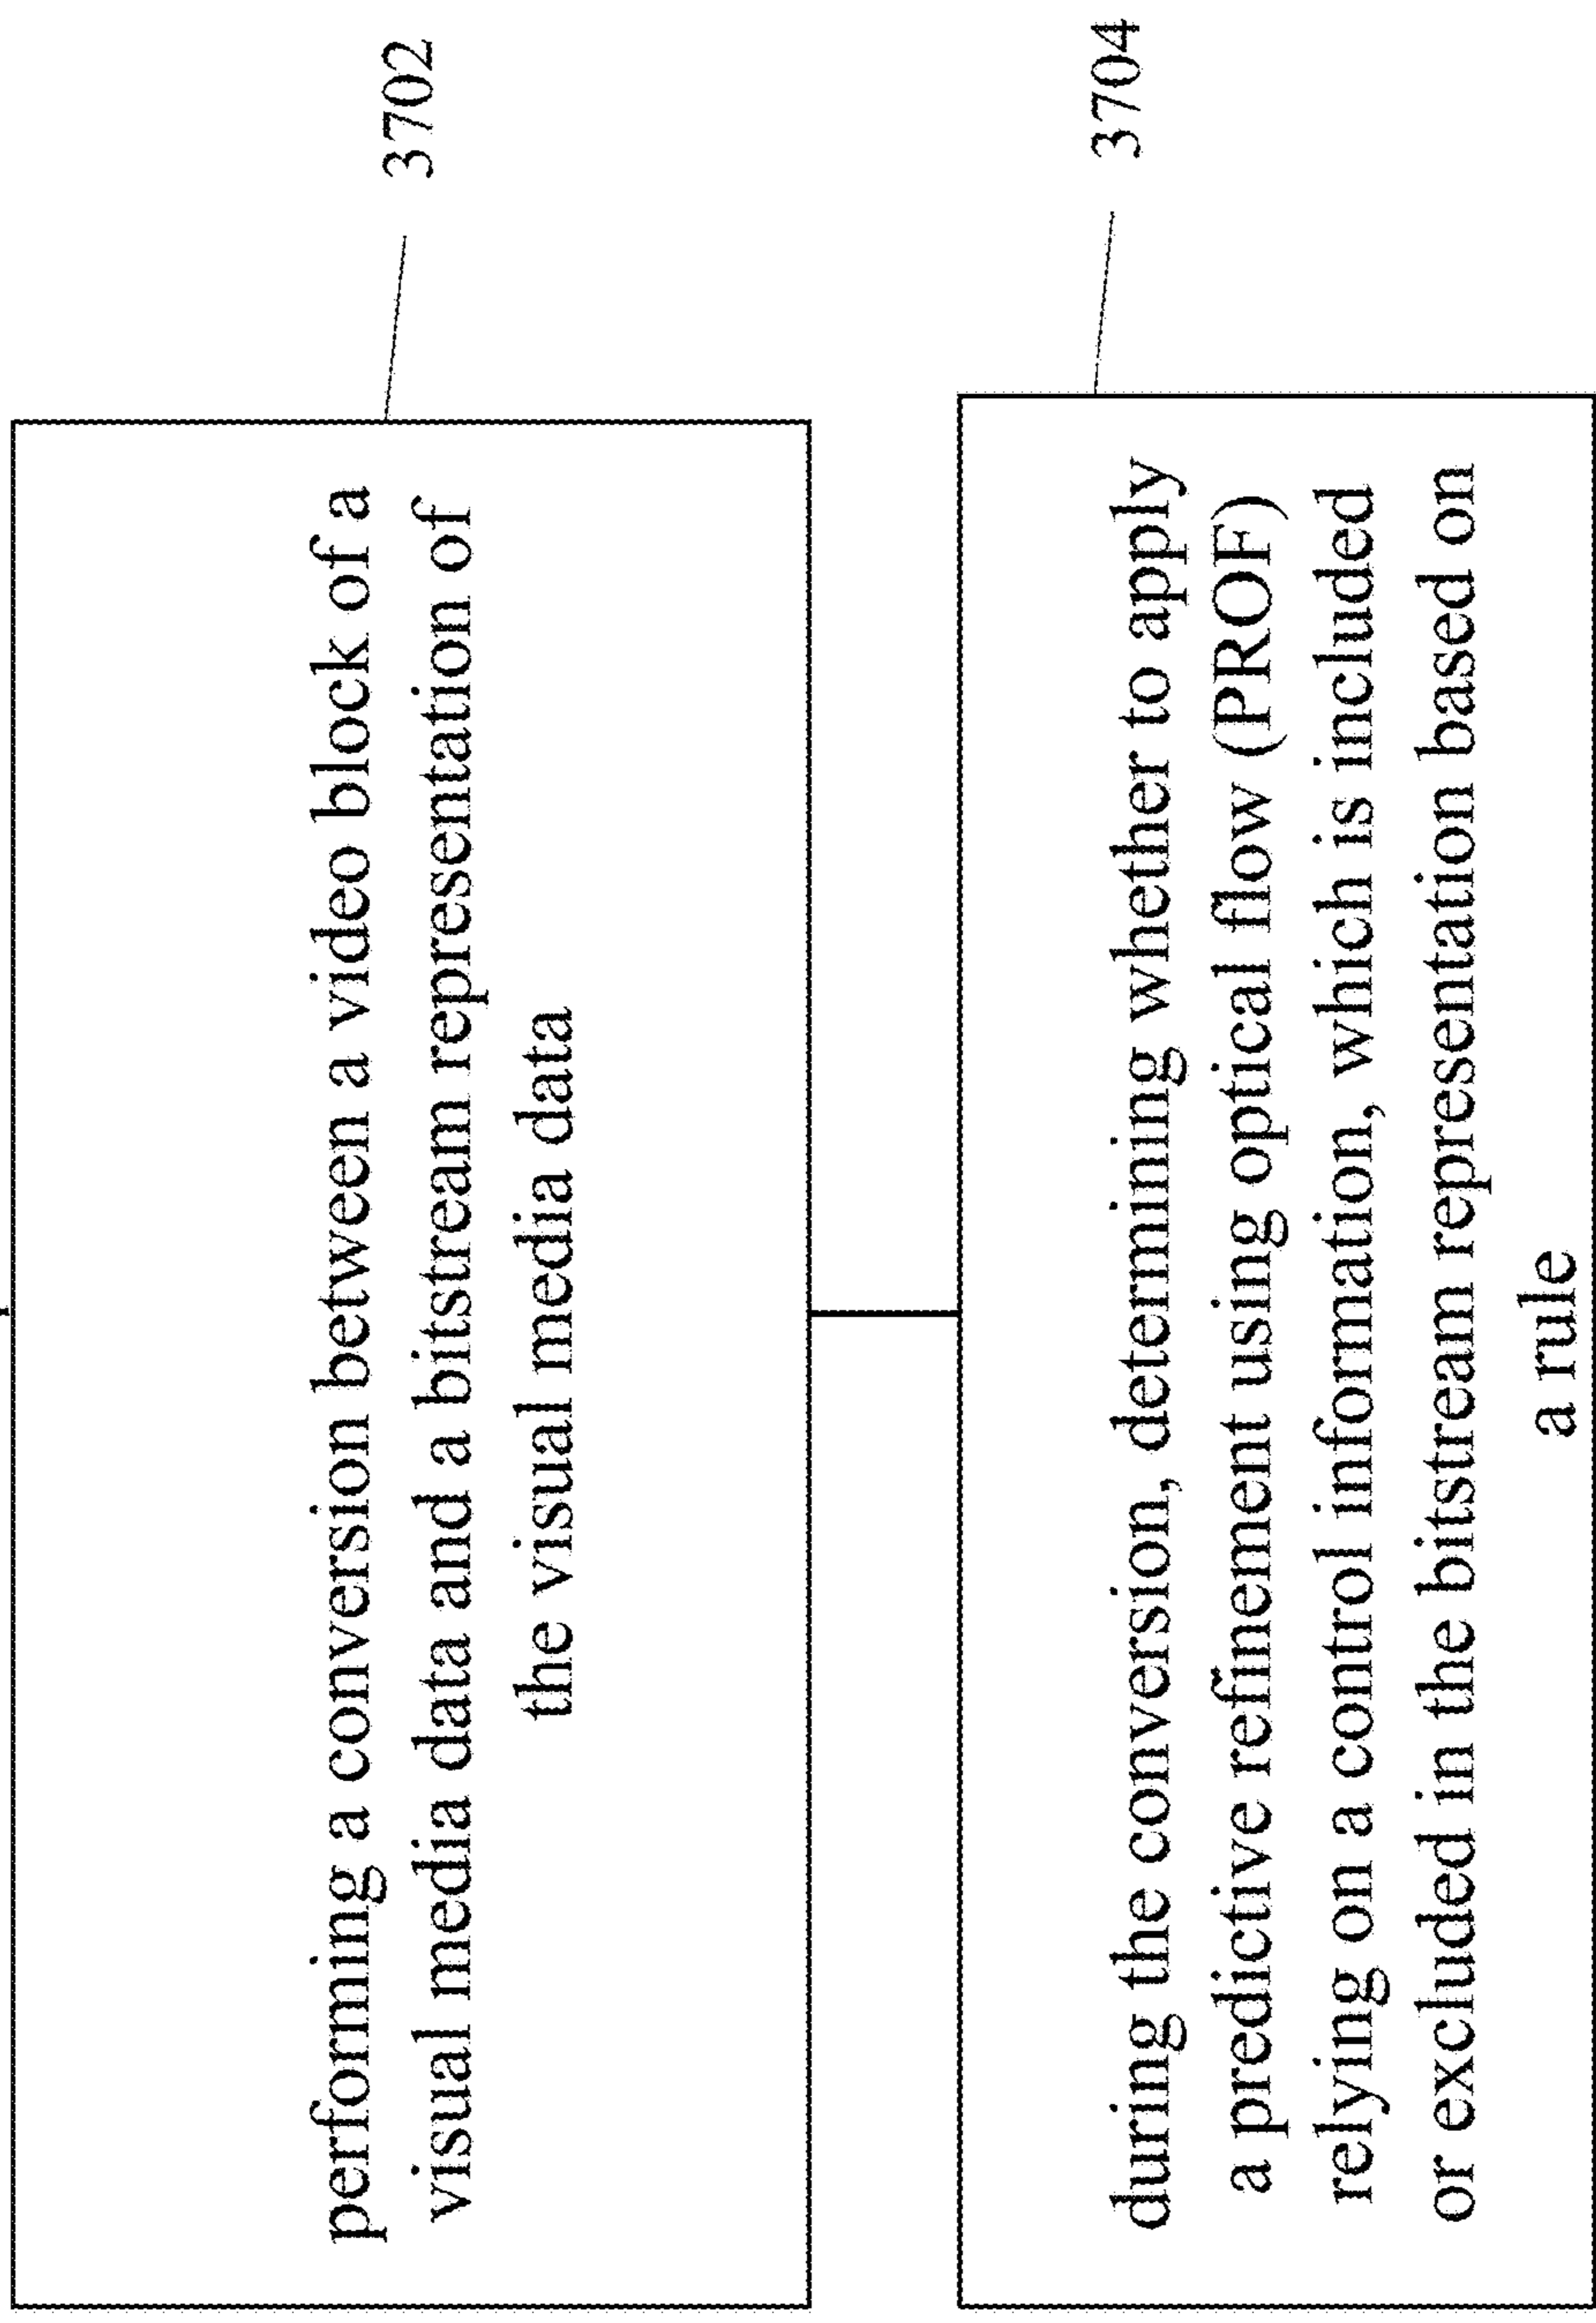 performing a conversion between a video block of a
visual media data and a bitstream representation of
the visual media data
3702
during the conversion, determining whether to apply
a predictive refinement using optical flow (PROF)
relying on a control information, which is included
or excluded in the bitstream representation based on
a rule
3704